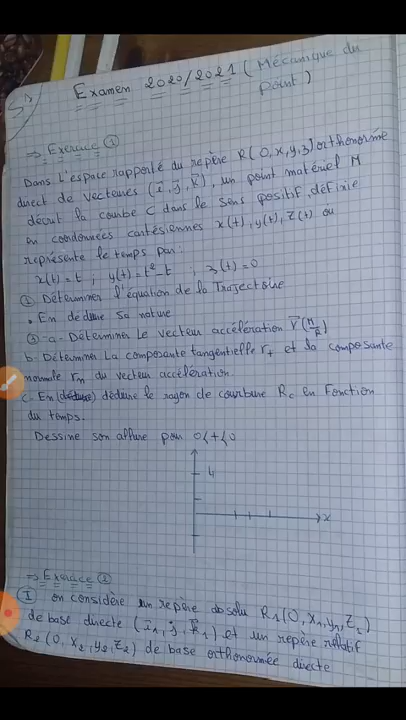 Examen 2020/2021 (Mécanique du
point)
⇒ Exercice ①
Dans l'espace rapporté du repère R(O,x,y,z) orthonormé
direct de vecteurs (i, j, k), un point matériel M
décrit la courbe C dans le sens positif, définie
en coordonnées cartésiennes x(t), y(t), z(t) où
représente le temps par:
x(t) = t ; y(t) = t² - t ; z(t) = 0
① Déterminer l'équation de la Trajectoire
. En déduire sa nature
② - a - Déterminer Le vecteur accélération γ(M/R)
b - Déterminer La composante tangentielle γt et la composante
normale γn du vecteur accélération
c - En déduire le rayon de courbure Rc en Fonction
du temps.
Dessine son allure pour
4
x
⇒ Exercice ②
① on considère un repère absolu R1(O, x1, y1, z1)
de base directe (i1, j, k1) et un repère relatif
R2(O, x2, y2, z2) de base orthonormée directe